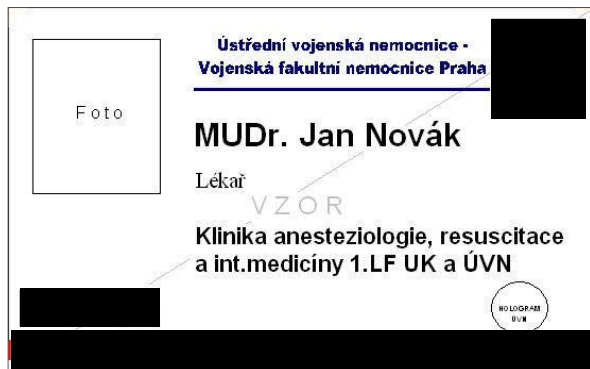 Ústřední vojenská nemocnice -
Vojenská fakultní nemocnice Praha
Foto
MUDr. Jan Novák
Lékař
VZOR
Klinika anesteziologie, resuscitace
a int.medicíny 1.LF UK a ÚVN
HOLOGRAM
ÚVN